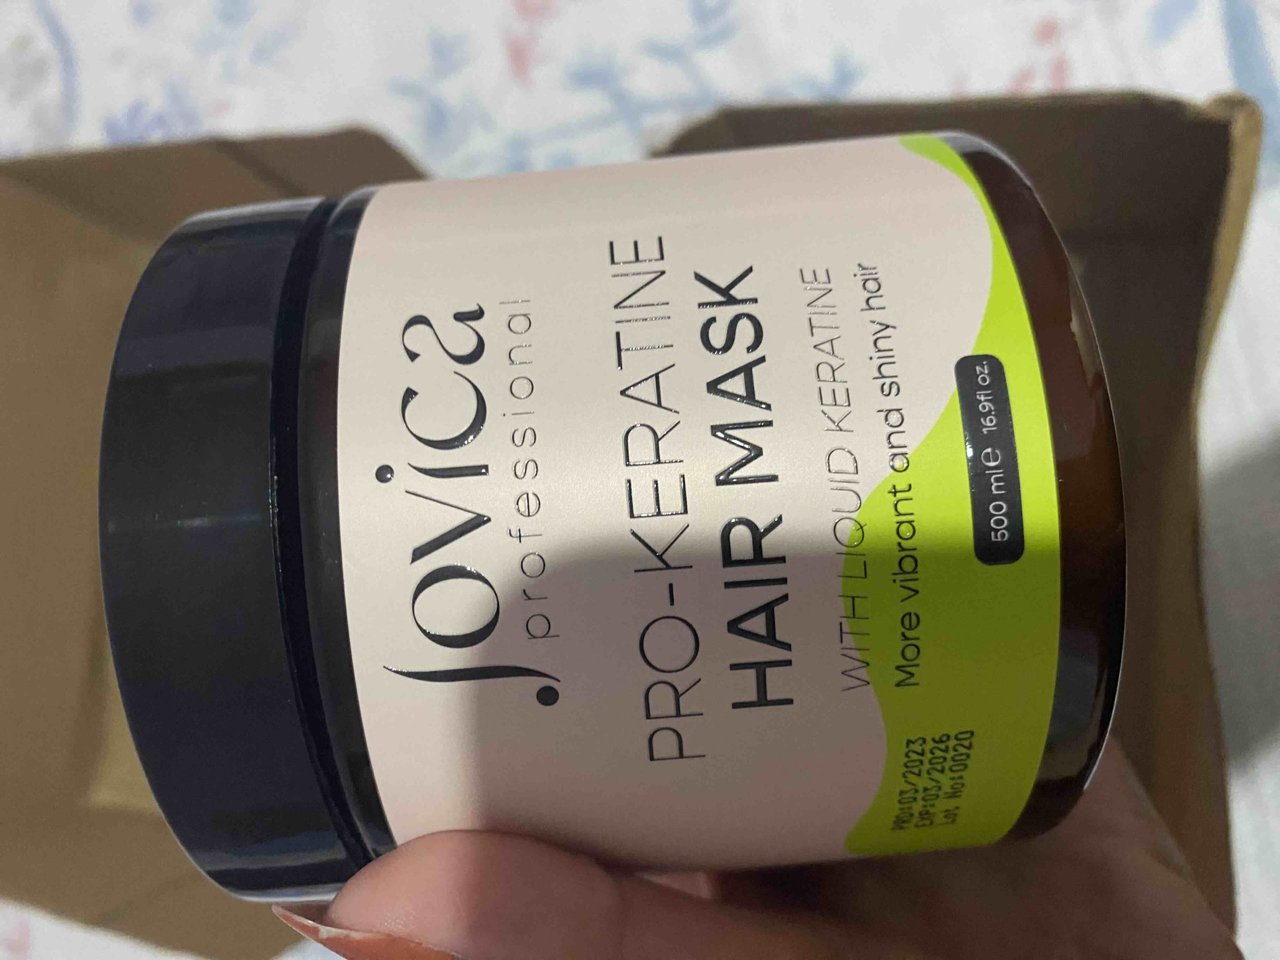 Jovica
professional
PRO-KERATINE
HAIR MASK
WITH LIQUID KERATINE
More vibrant and shiny hair
500 ml e 16.9fl oz.
PRD:03/2023
EXP:03/2026
Lot No:0020